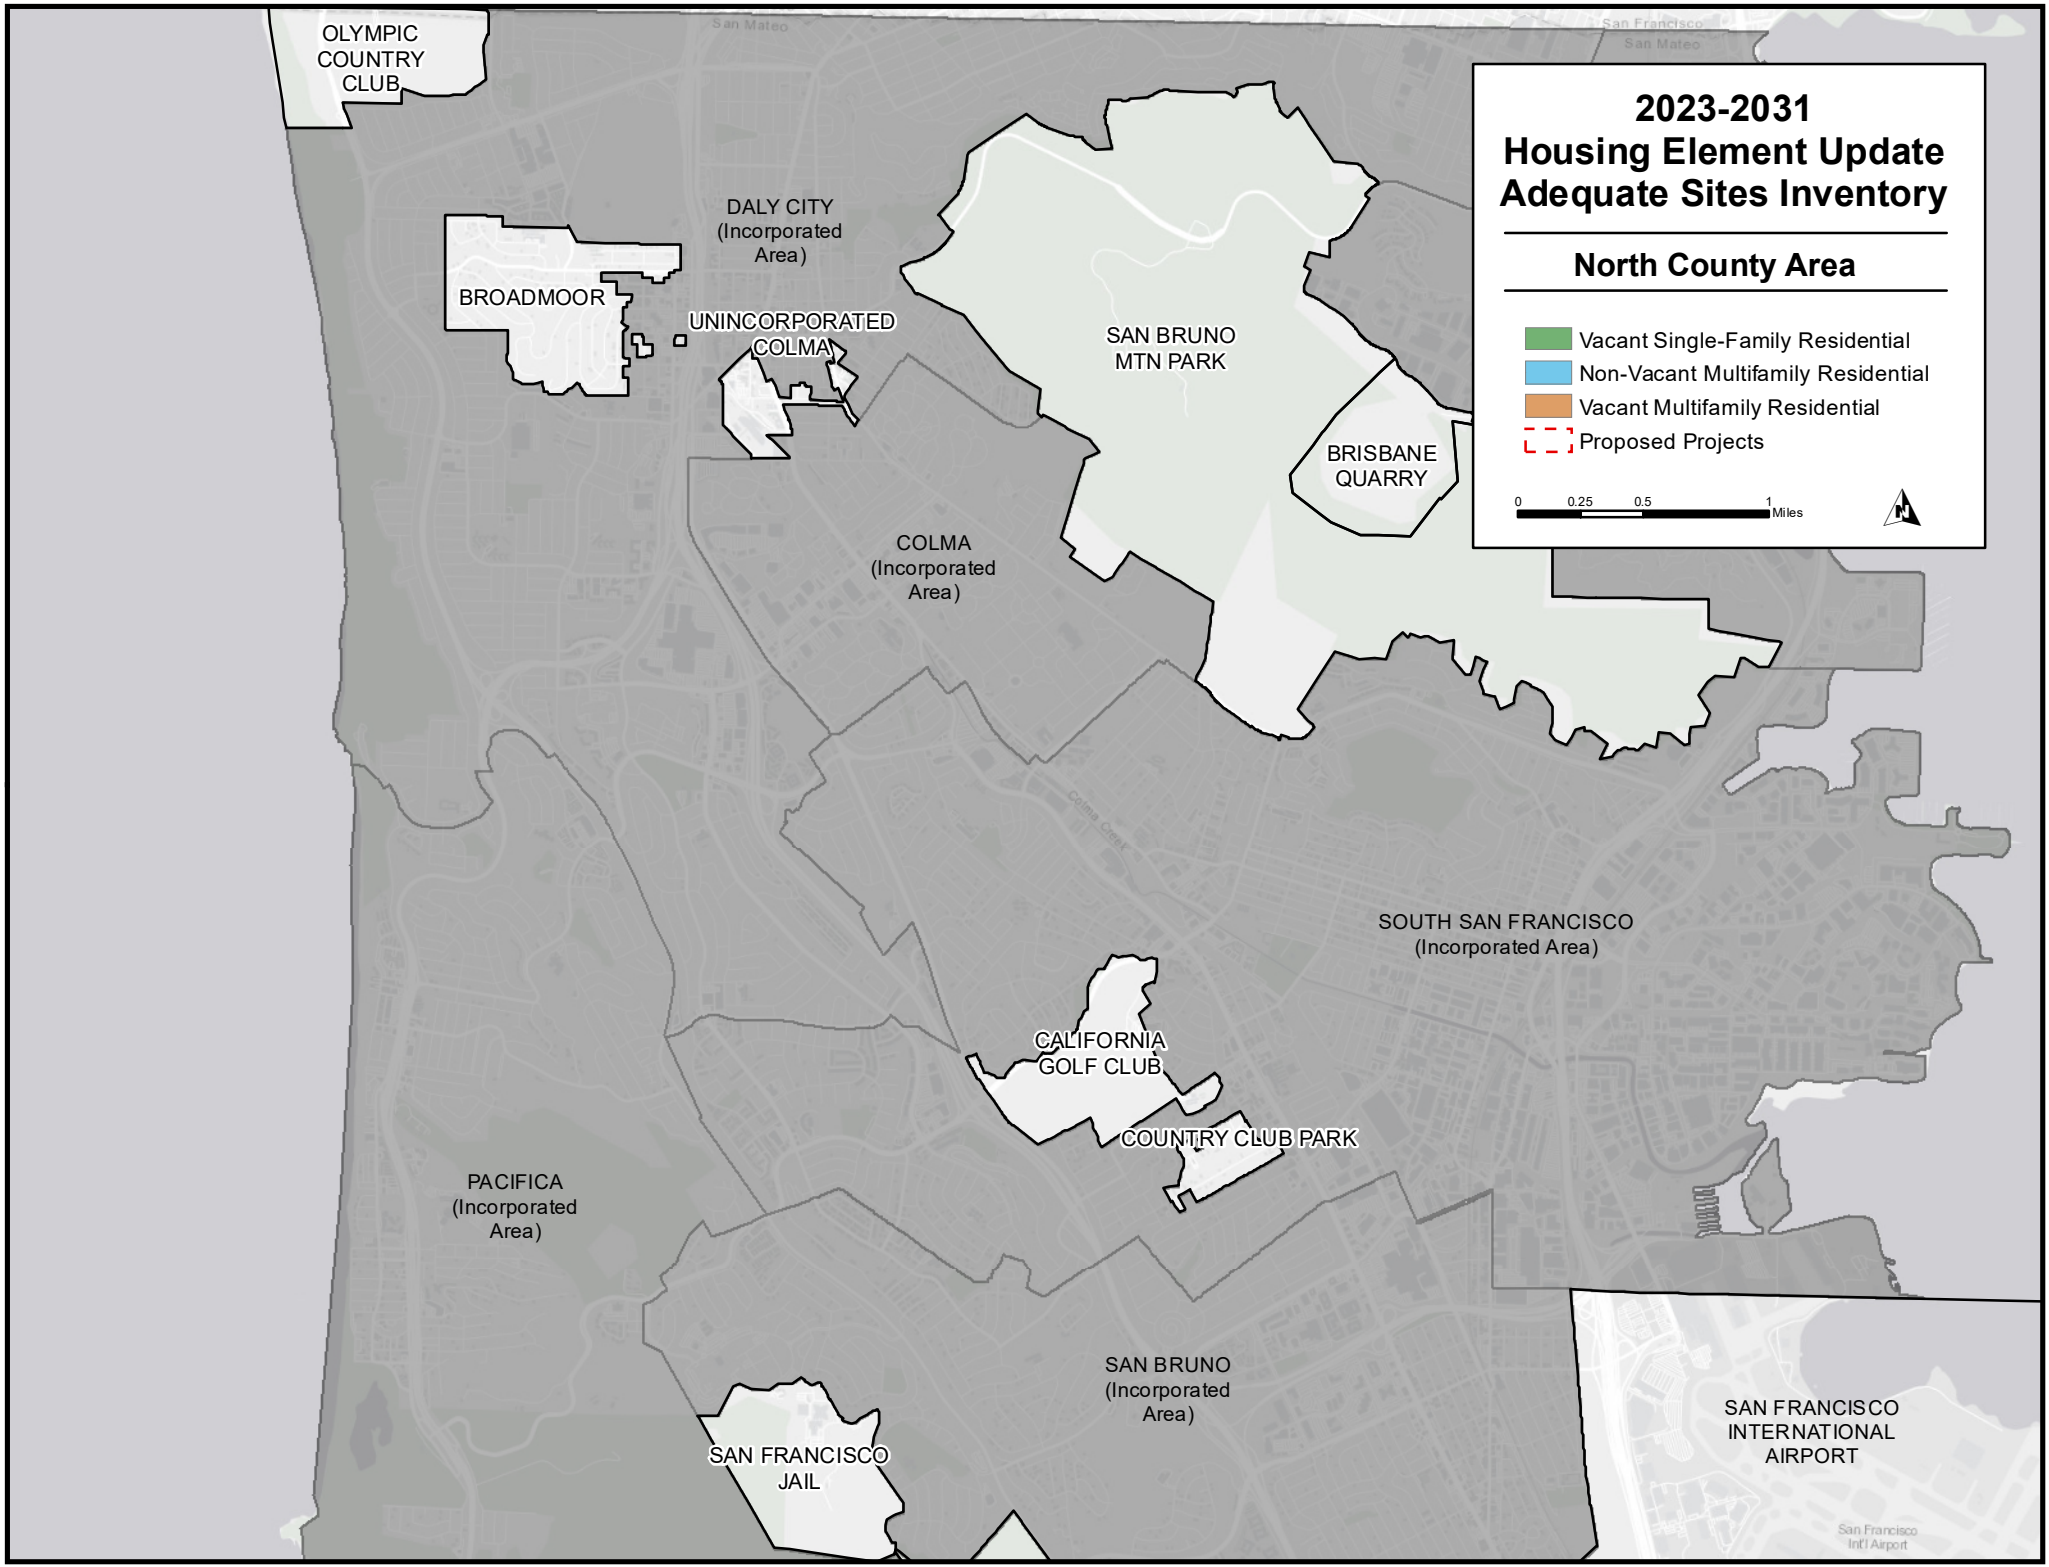 San Mateo
San Francisco
San Mateo
OLYMPIC
COUNTRY
CLUB
2023-2031
Housing Element Update
Adequate Sites Inventory
North County Area
Vacant Single-Family Residential
Non-Vacant Multifamily Residential
Vacant Multifamily Residential
Proposed Projects
0 0.25 0.5 1
Miles
N
DALY CITY
(Incorporated
Area)
BROADMOOR
UNINCORPORATED
COLMA
SAN BRUNO
MTN PARK
BRISBANE
QUARRY
COLMA
(Incorporated
Area)
Colma Creek
SOUTH SAN FRANCISCO
(Incorporated Area)
CALIFORNIA
GOLF CLUB
COUNTRY CLUB PARK
PACIFICA
(Incorporated
Area)
SAN BRUNO
(Incorporated
Area)
SAN FRANCISCO
JAIL
SAN FRANCISCO
INTERNATIONAL
AIRPORT
San Francisco
Int'l Airport